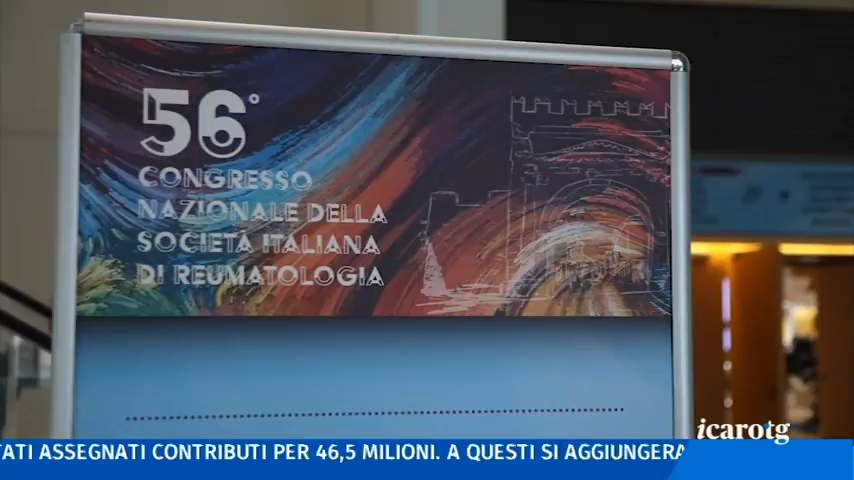 56°
CONGRESSO
NAZIONALE DELLA
SOCIETÀ ITALIANA
DI REUMATOLOGIA
icarotg
TATI ASSEGNATI CONTRIBUTI PER 46,5 MILIONI. A QUESTI SI AGGIUNGERA